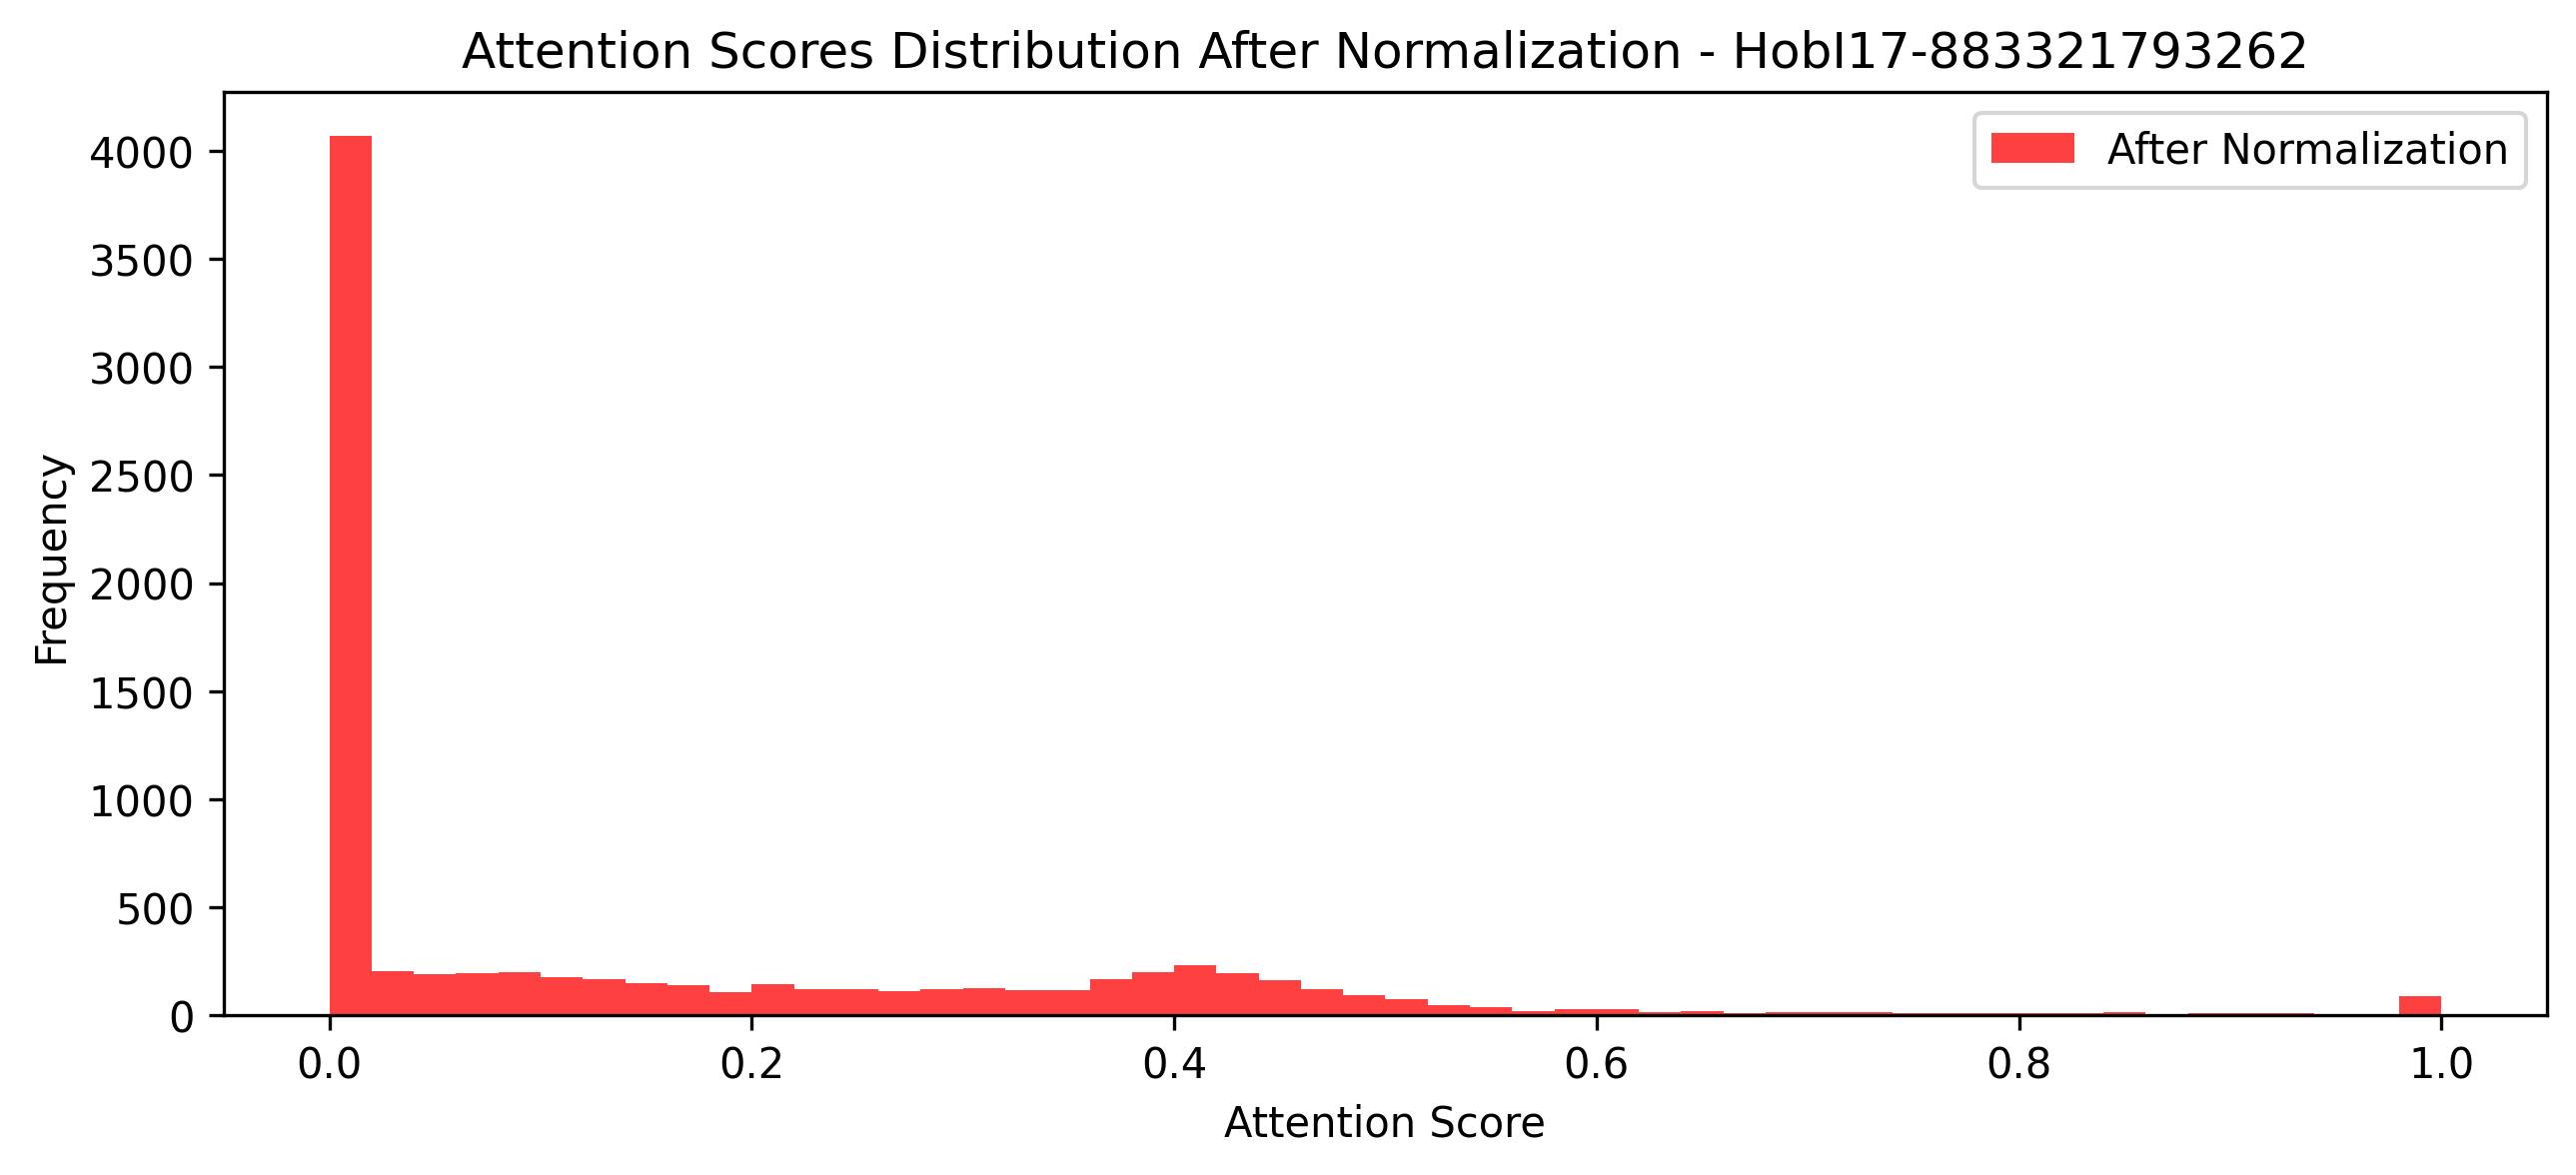 Attention Scores Distribution After Normalization - HobI17-883321793262
After Normalization
Frequency
4000
3500
3000
2500
2000
1500
1000
500
0
0.0 0.2 0.4 0.6 0.8 1.0
Attention Score